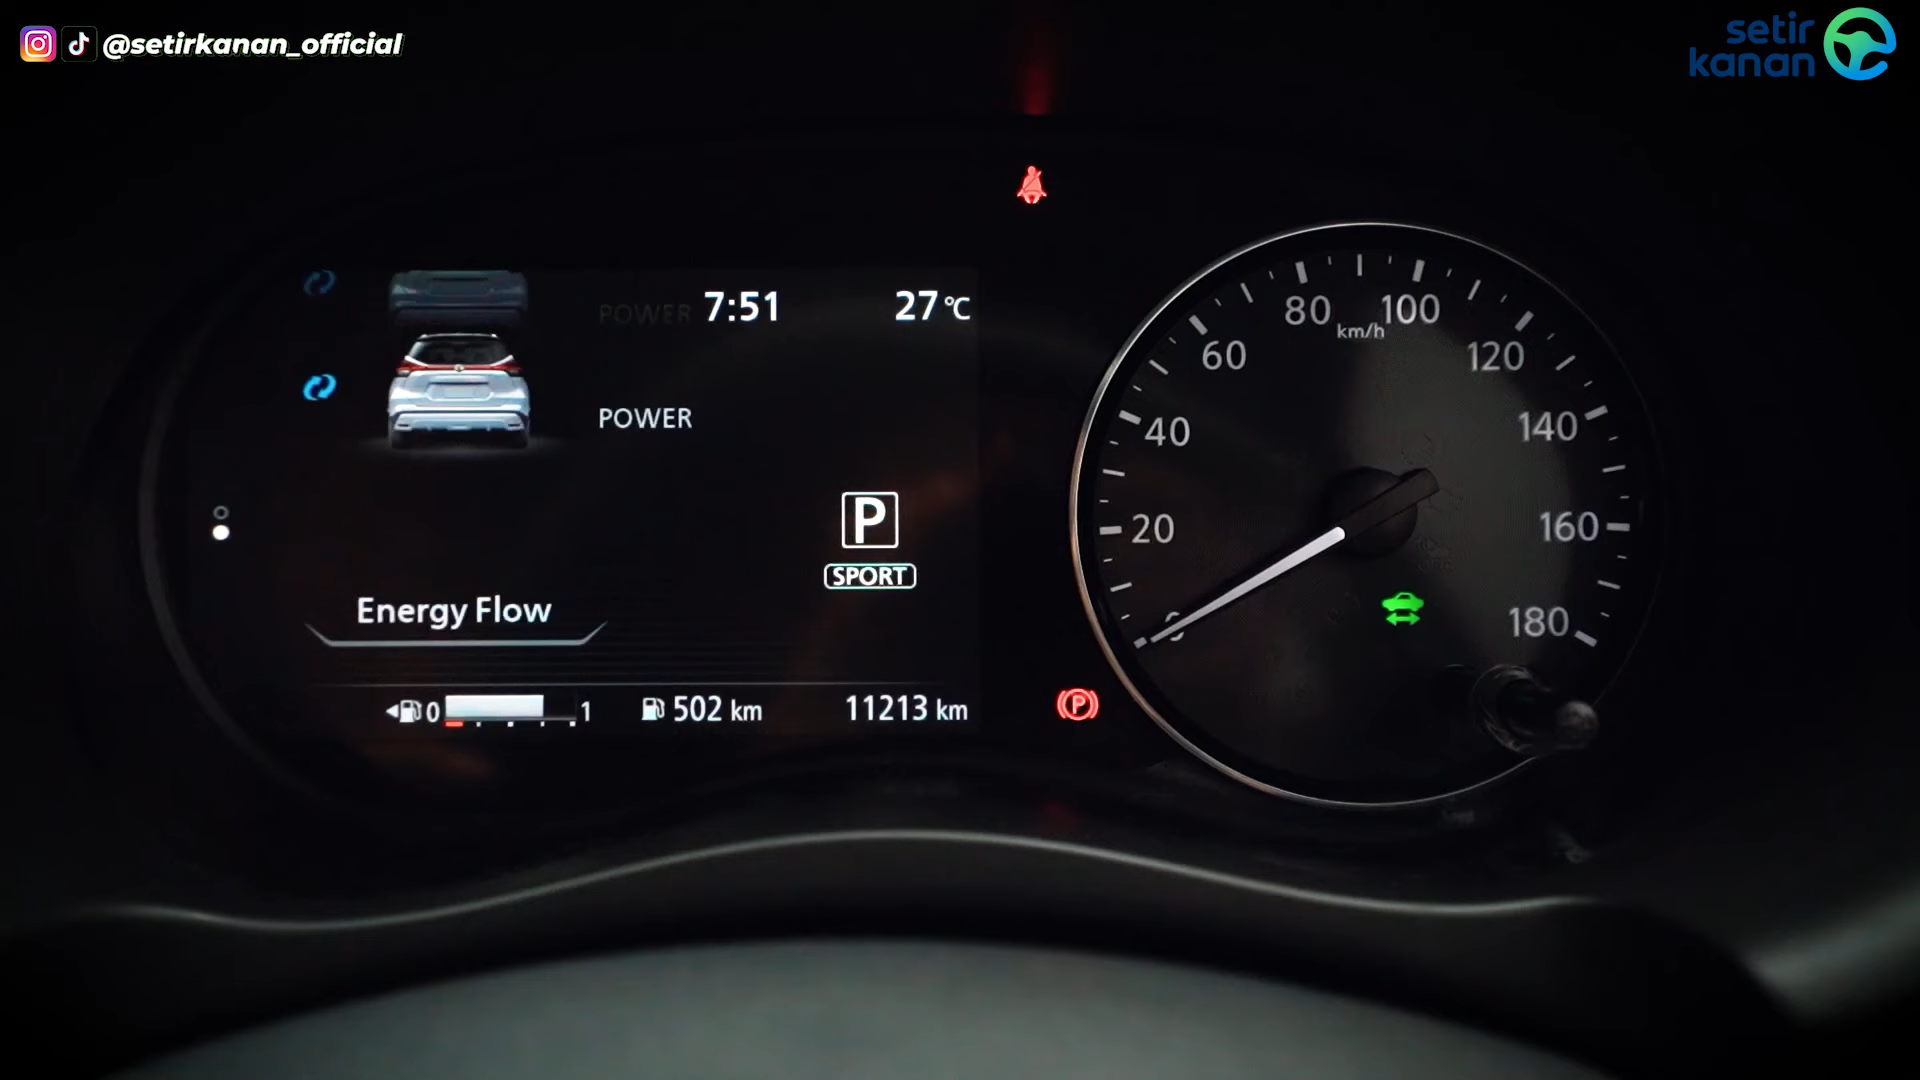 @setirkanan_official
setir
kanan
POWER 7:51 27°C
POWER
P
SPORT
Energy Flow
0 1 502 km 11213 km
0
20
40
60
80
km/h
100
120
140
160
180
P